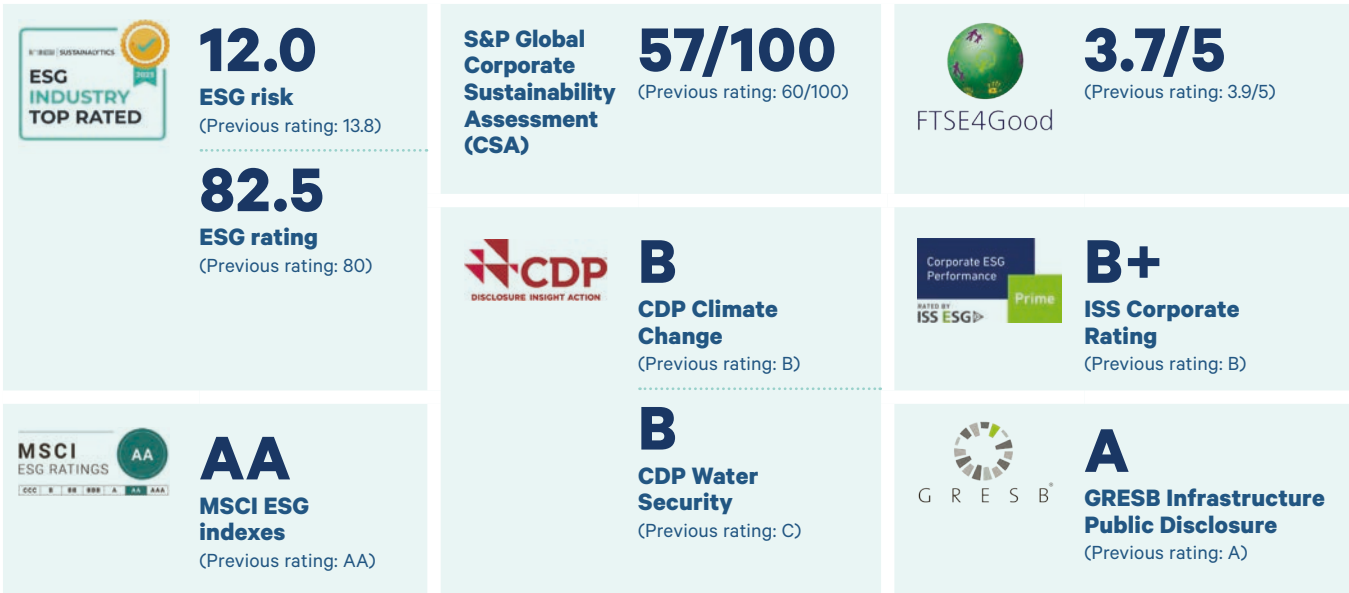 SUSTAINALYTICS
2023
ESG
INDUSTRY
TOP RATED
12.0
ESG risk
(Previous rating: 13.8)
82.5
ESG rating
(Previous rating: 80)
MSCI
ESG RATINGS
AA
CCC B BB BBB A AA AAA
AA
MSCI ESG
indexes
(Previous rating: AA)
S&P Global
Corporate
Sustainability
Assessment
(CSA)
57/100
(Previous rating: 60/100)
CDP
DISCLOSURE INSIGHT ACTION
B
CDP Climate
Change
(Previous rating: B)
B
CDP Water
Security
(Previous rating: C)
FTSE4Good
3.7/5
(Previous rating: 3.9/5)
Corporate ESG
Performance
Prime
RATED BY
ISS ESG
B+
ISS Corporate
Rating
(Previous rating: B)
GRESB®
A
GRESB Infrastructure
Public Disclosure
(Previous rating: A)